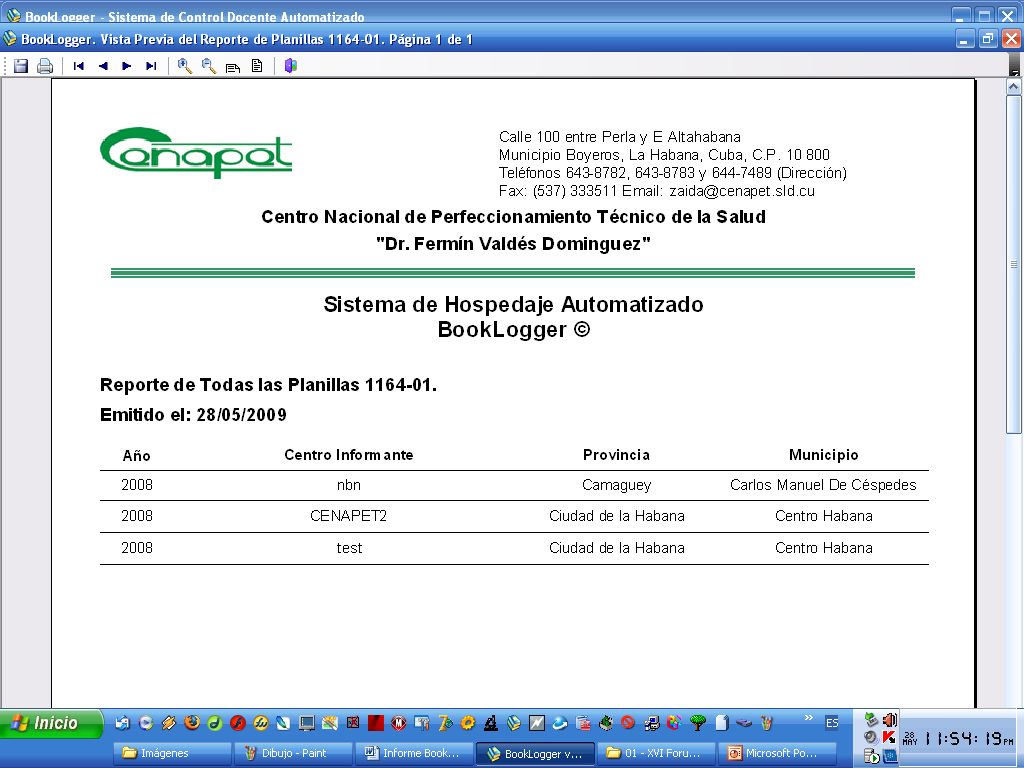 BookLogger - Sistema de Control Docente Automatizado
BookLogger. Vista Previa del Reporte de Planillas 1164-01. Página 1 de 1
Cenapet
Calle 100 entre Perla y E Altahabana
Municipio Boyeros, La Habana, Cuba, C.P. 10 800
Teléfonos 643-8782, 643-8783 y 644-7489 (Dirección)
Fax: (537) 333511 Email: zaida@cenapet.sld.cu
Centro Nacional de Perfeccionamiento Técnico de la Salud
"Dr. Fermín Valdés Dominguez"
Sistema de Hospedaje Automatizado
BookLogger ©
Reporte de Todas las Planillas 1164-01.
Emitido el: 28/05/2009
Año Centro Informante Provincia Municipio
2008 nbn Camaguey Carlos Manuel De Céspedes
2008 CENAPET2 Ciudad de la Habana Centro Habana
2008 test Ciudad de la Habana Centro Habana
Inicio
ES
Imágenes
Dibujo - Paint
Informe Book...
BookLogger v...
01 - XVI Foru...
Microsoft Po...
28 MAY 11:54:19 PM